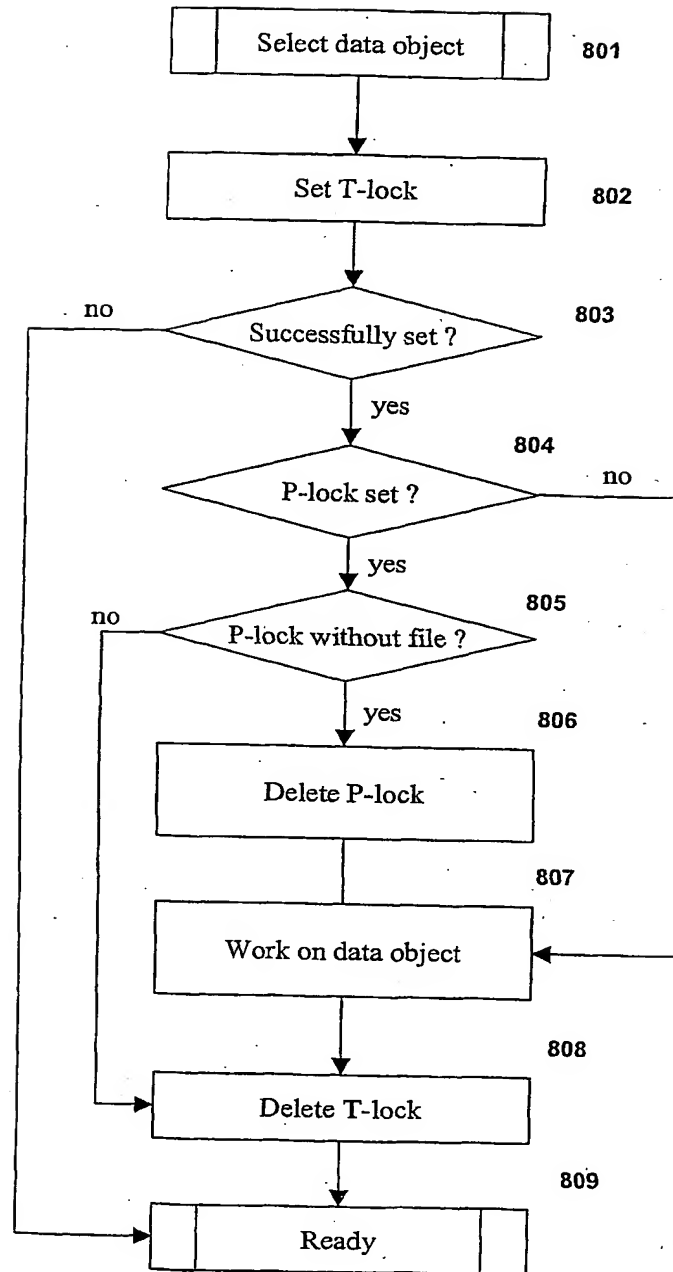 Select data object 801
Set T-lock 802
no Successfully set ? 803
yes
804
P-lock set ? no
yes
805
no P-lock without file ?
yes
806
Delete P-lock
807
Work on data object
808
Delete T-lock
809
Ready